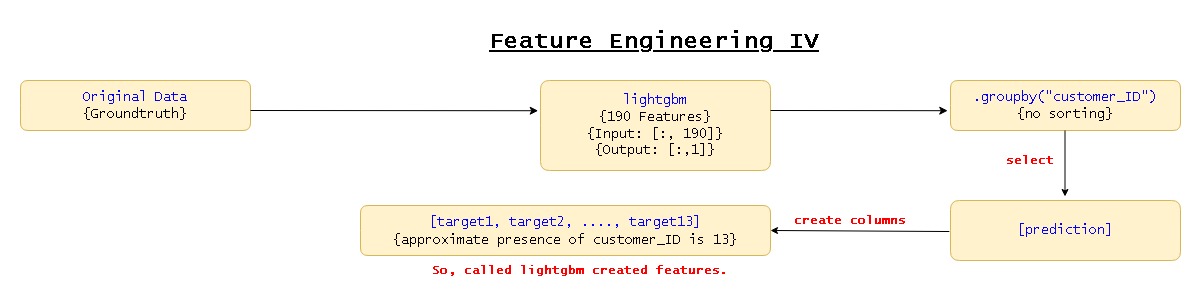 Feature Engineering IV
Original Data
{Groundtruth}
lightgbm
{190 Features}
{Input: [:, 190]}
{Output: [:,1]}
.groupby("customer_ID")
{no sorting}
select
[prediction]
create columns
[target1, target2, ...., target13]
{approximate presence of customer_ID is 13}
So, called lightgbm created features.